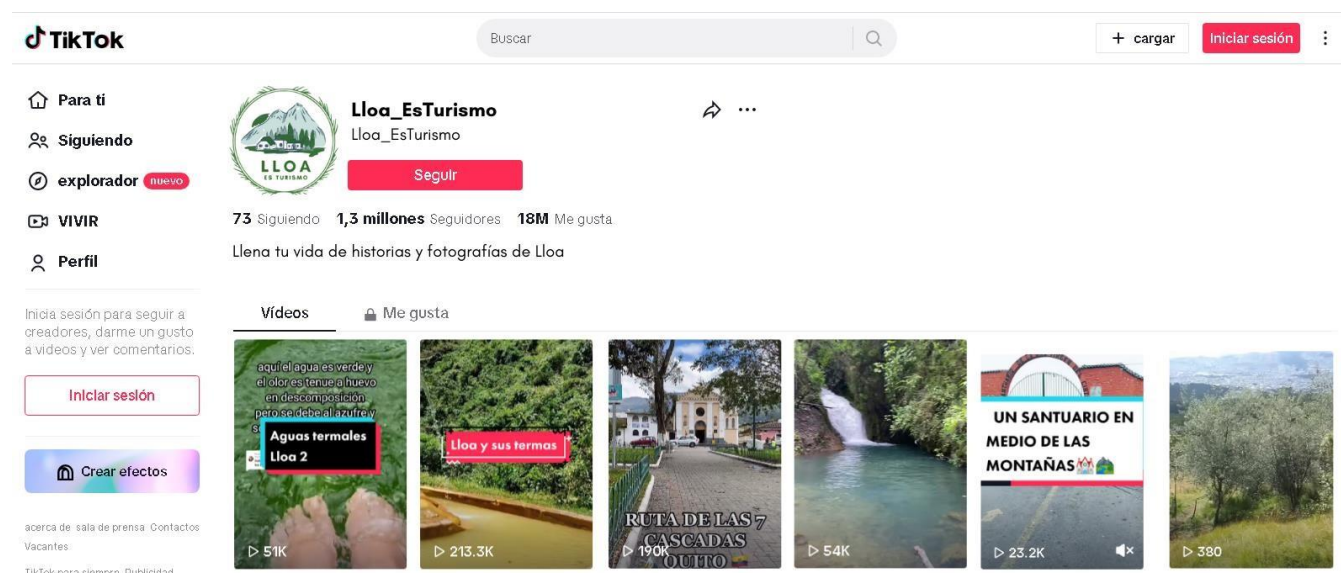 TikTok
Buscar
+ cargar
Iniciar sesión
Para ti
Siguiendo
explorador nuevo
VIVIR
Perfil
Inicia sesión para seguir a
creadores, darme un gusto
a videos y ver comentarios.
Iniciar sesión
Crear efectos
acerca de sala de prensa Contactos
Vacantes
TikTok para siempre Publicidad
LLOA
ES TURISMO
Lloa_EsTurismo
Lloa_EsTurismo
Seguir
73 Siguiendo 1,3 millones Seguidores 18M Me gusta
Llena tu vida de historias y fotografías de Lloa
Vídeos
Me gusta
aquí el agua es verde y
el olor es tenue a huevo
en descomposición
pero se debe al azufre y
Aguas termales
Lloa 2
51K
Lloa y sus termas
213.3K
RUTA DE LAS 7
CASCADAS
QUITO
190K
54K
UN SANTUARIO EN
MEDIO DE LAS
MONTAÑAS
23.2K
380